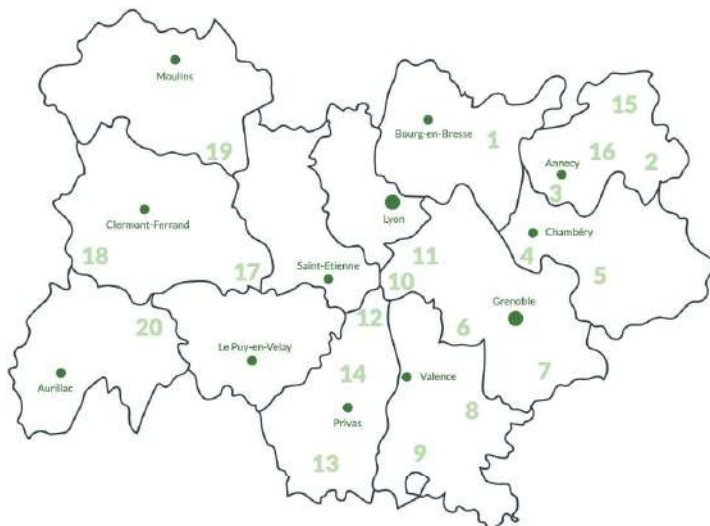 Moulins
15
Bourg-en-Bresse
1
19
16
2
Annecy
3
Clermont-Ferrand
Lyon
Chambéry
4
18
11
17
Saint-Etienne
10
5
Grenoble
12
6
20
Le Puy-en-Velay
7
14
Aurillac
Valence
8
Privas
13
9